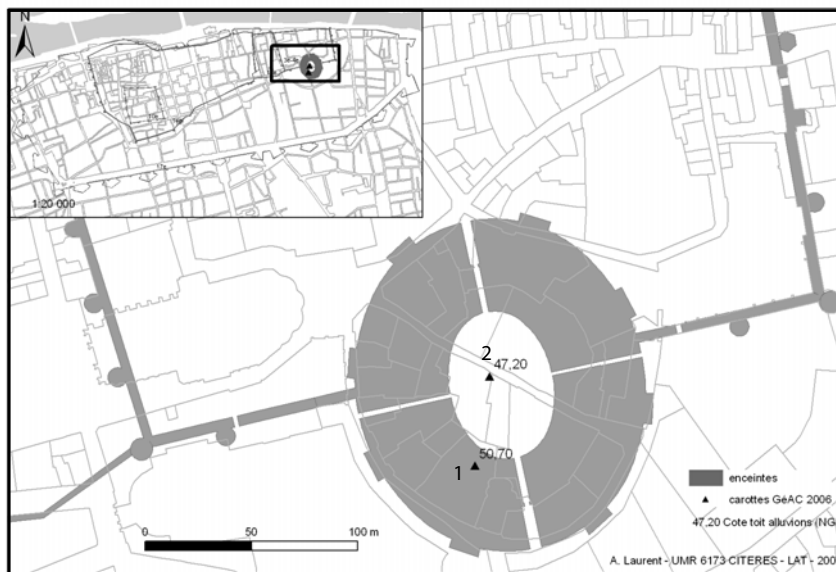 N
1:20 000
2
47,20
50,70
1
enceintes
carottes GéAC 2006
47,20 Cote toit alluvions (NG
0 50 100 m
A. Laurent - UMR 6173 CITERES - LAT - 200